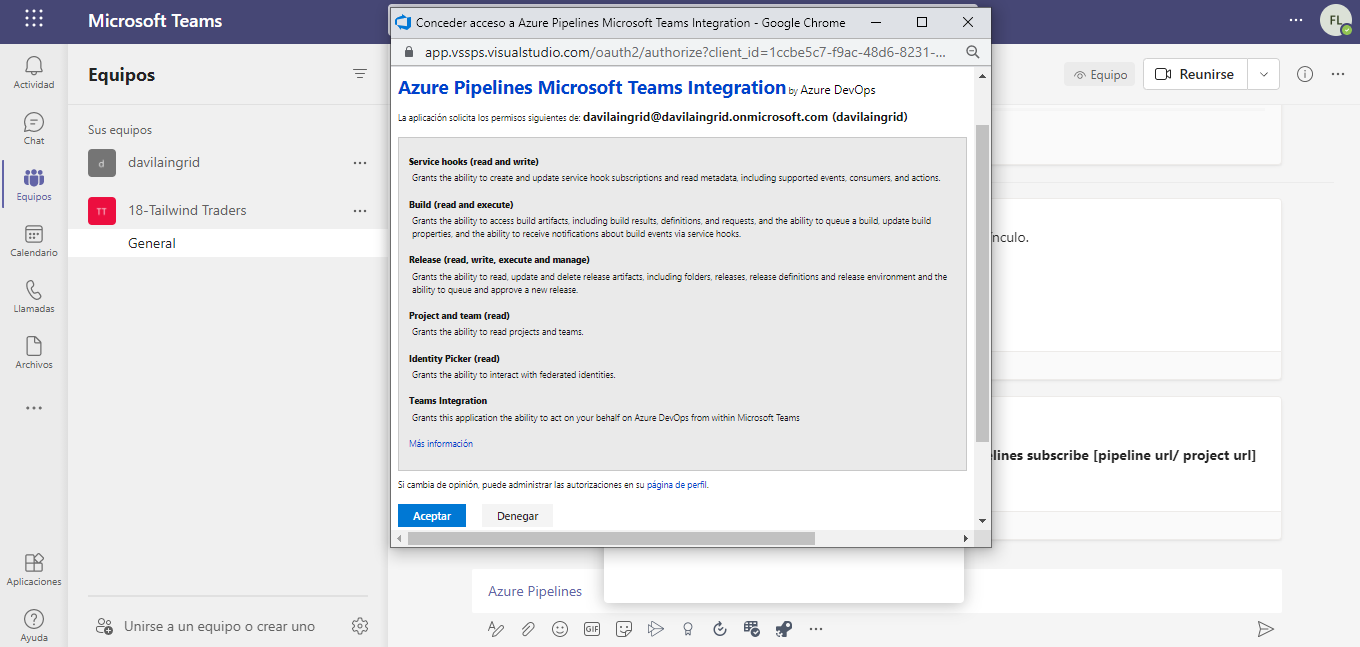 Microsoft Teams
Conceder acceso a Azure Pipelines Microsoft Teams Integration - Google Chrome
FL
app.vssps.visualstudio.com/oauth2/authorize?client_id=1ccbe5c7-f9ac-48d6-8231-...
Actividad
Chat
Equipos
Calendario
Llamadas
Archivos
Aplicaciones
Ayuda
Equipos
Sus equipos
d
davilaingrid
TT
18-Tailwind Traders
General
Unirse a un equipo o crear uno
Equipo
Reunirse
Azure Pipelines Microsoft Teams Integration by Azure DevOps
La aplicación solicita los permisos siguientes de: davilaingrid@davilaingrid.onmicrosoft.com (davilaingrid)
Service hooks (read and write)
Grants the ability to create and update service hook subscriptions and read metadata, including supported events, consumers, and actions.
Build (read and execute)
Grants the ability to access build artifacts, including build results, definitions, and requests, and the ability to queue a build, update build
properties, and the ability to receive notifications about build events via service hooks.
Release (read, write, execute and manage)
Grants the ability to read, update and delete release artifacts, including folders, releases, release definitions and release environment and the
ability to queue and approve a new release.
Project and team (read)
Grants the ability to read projects and teams.
Identity Picker (read)
Grants the ability to interact with federated identities.
Teams Integration
Grants this application the ability to act on your behalf on Azure DevOps from within Microsoft Teams
Más información
Si cambia de opinión, puede administrar las autorizaciones en su página de perfil.
Aceptar
Denegar
nculo.
lines subscribe [pipeline url/ project url]
Azure Pipelines
GIF